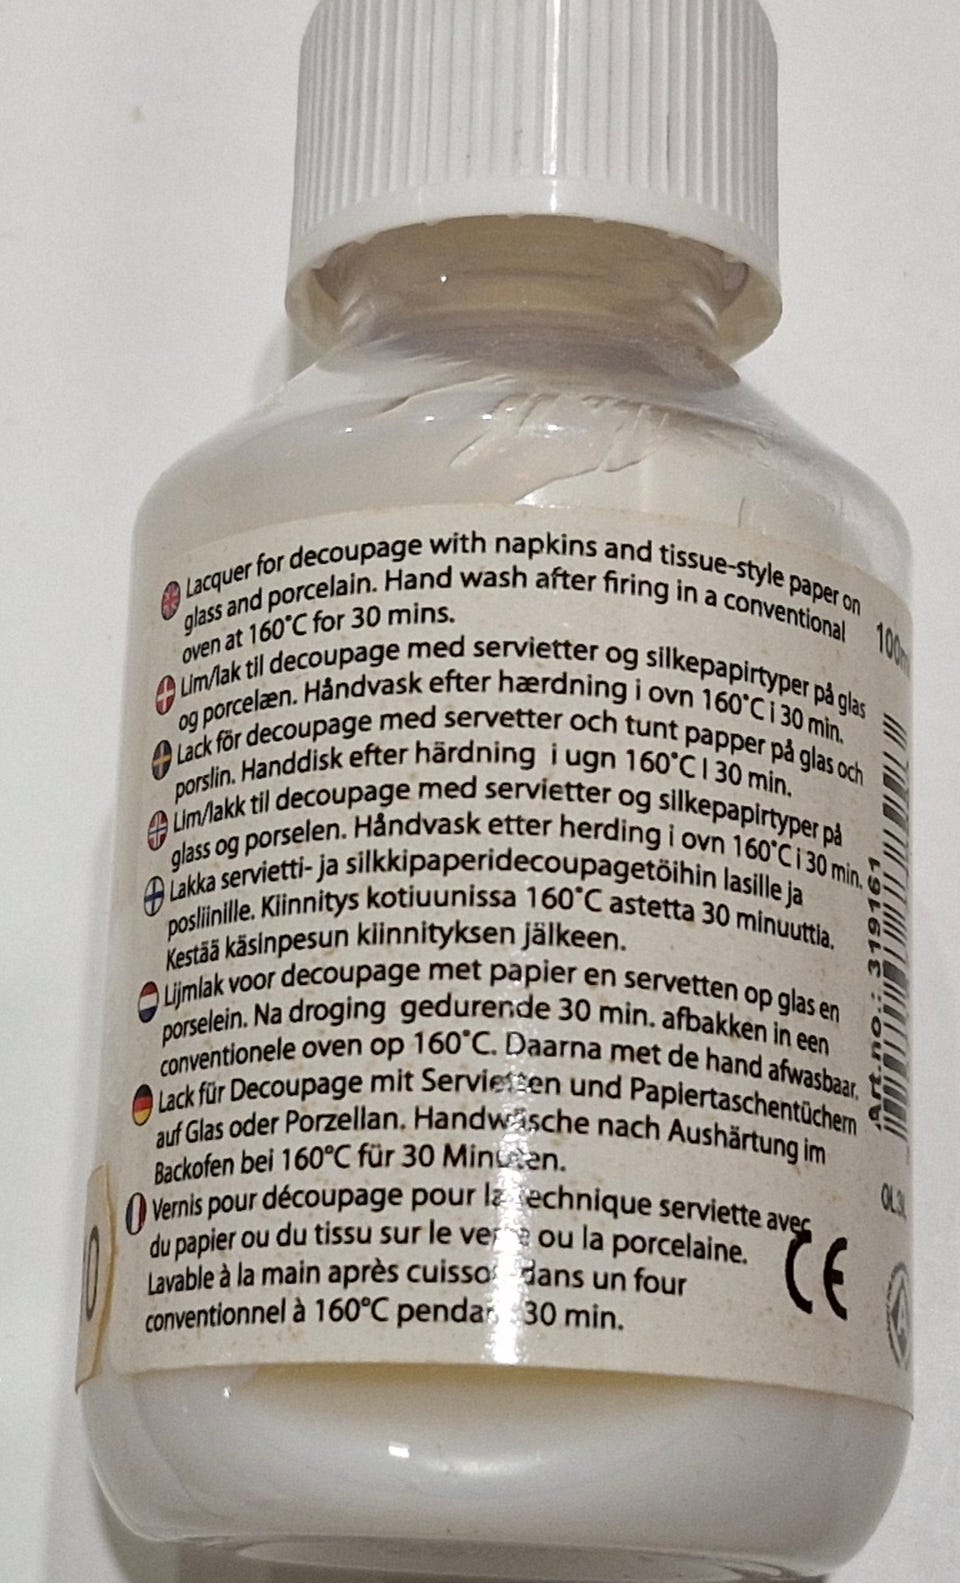 Lacquer for decoupage with napkins and tissue-style paper on
glass and porcelain. Hand wash after firing in a conventional
oven at 160°C for 30 mins.
Lim/lak til decoupage med servietter og silkepapirtyper på glas
og porcelæn. Håndvask efter hærdning i ovn 160°C i 30 min.
Lack för decoupage med servetter och tunt papper på glas och
porslin. Handdisk efter härdning i ugn 160°C I 30 min.
Lim/lakk til decoupage med servietter og silkepapirtyper på
glass og porselen. Håndvask etter herding i ovn 160°C i 30 min.
Lakka servietti- ja silkkipaperidecoupagetöihin lasille ja
posliinille. Kiinnitys kotiuunissa 160°C astetta 30 minuuttia.
Kestää käsinpesun kiinnityksen jälkeen.
Lijmlak voor decoupage met papier en servetten op glas en
porselein. Na droging gedurende 30 min. afbakken in een
conventionele oven op 160°C. Daarna met de hand afwasbaar.
Lack für Decoupage mit Servietten und Papiertaschentüchern
auf Glas oder Porzellan. Handwäsche nach Aushärtung im
Backofen bei 160°C für 30 Minuten.
Vernis pour découpage pour la technique serviette avec
du papier ou du tissu sur le verre ou la porcelaine.
Lavable à la main après cuisson dans un four
conventionnel à 160°C pendant 30 min.
CE
100m
Art.no.: 319161